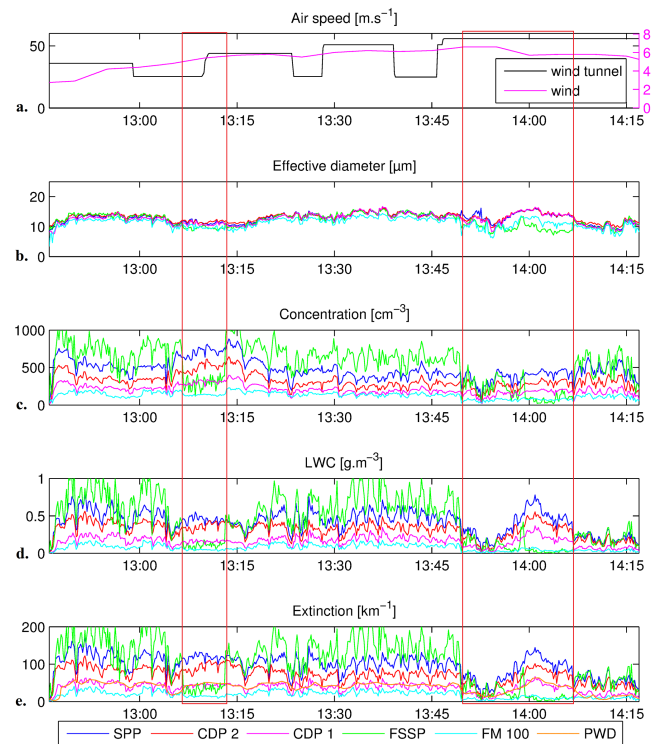 Air speed [m.s⁻¹]
50
0
8
6
4
2
0
wind tunnel
wind
a.
13:00 13:15 13:30 13:45 14:00 14:15
Effective diameter [µm]
20
10
0
b.
13:00 13:15 13:30 13:45 14:00 14:15
Concentration [cm⁻³]
1000
500
0
c.
13:00 13:15 13:30 13:45 14:00 14:15
LWC [g.m⁻³]
1
0.5
0
d.
13:00 13:15 13:30 13:45 14:00 14:15
Extinction [km⁻¹]
200
100
0
e.
13:00 13:15 13:30 13:45 14:00 14:15
SPP CDP 2 CDP 1 FSSP FM 100 PWD